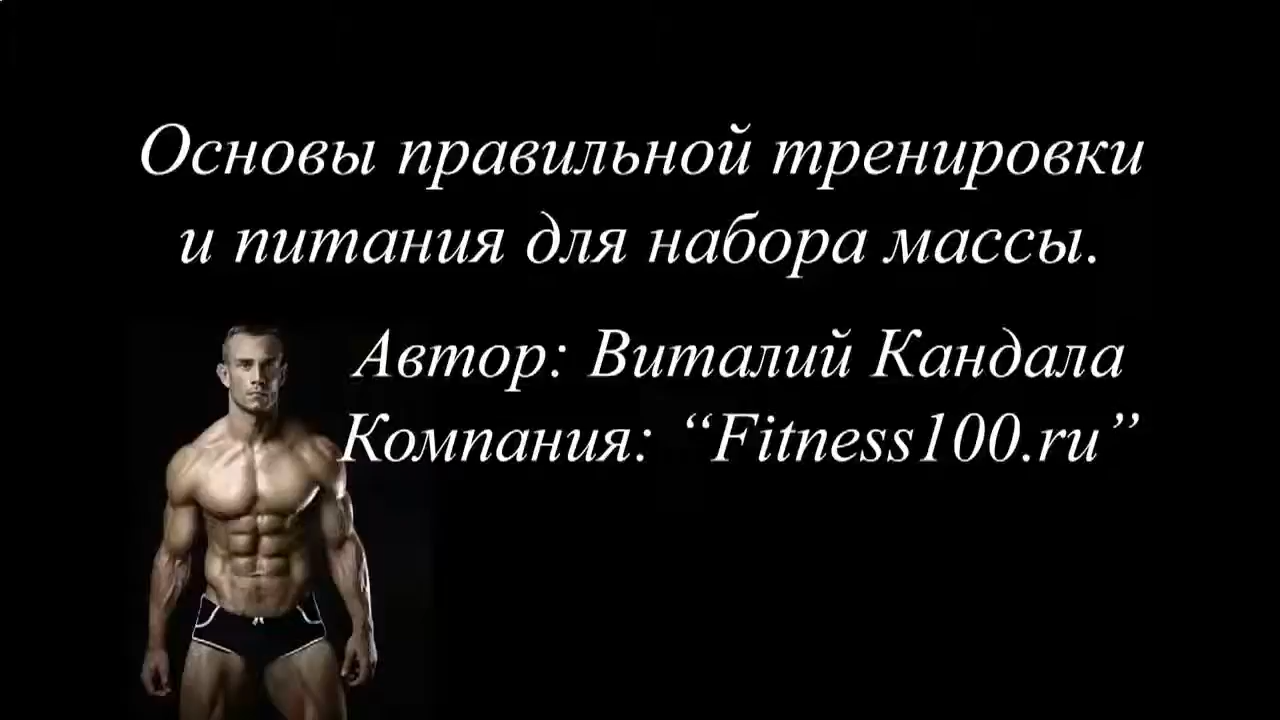 Основы правильной тренировки
и питания для набора массы.
Автор: Виталий Кандала
Компания: “Fitness100.ru”